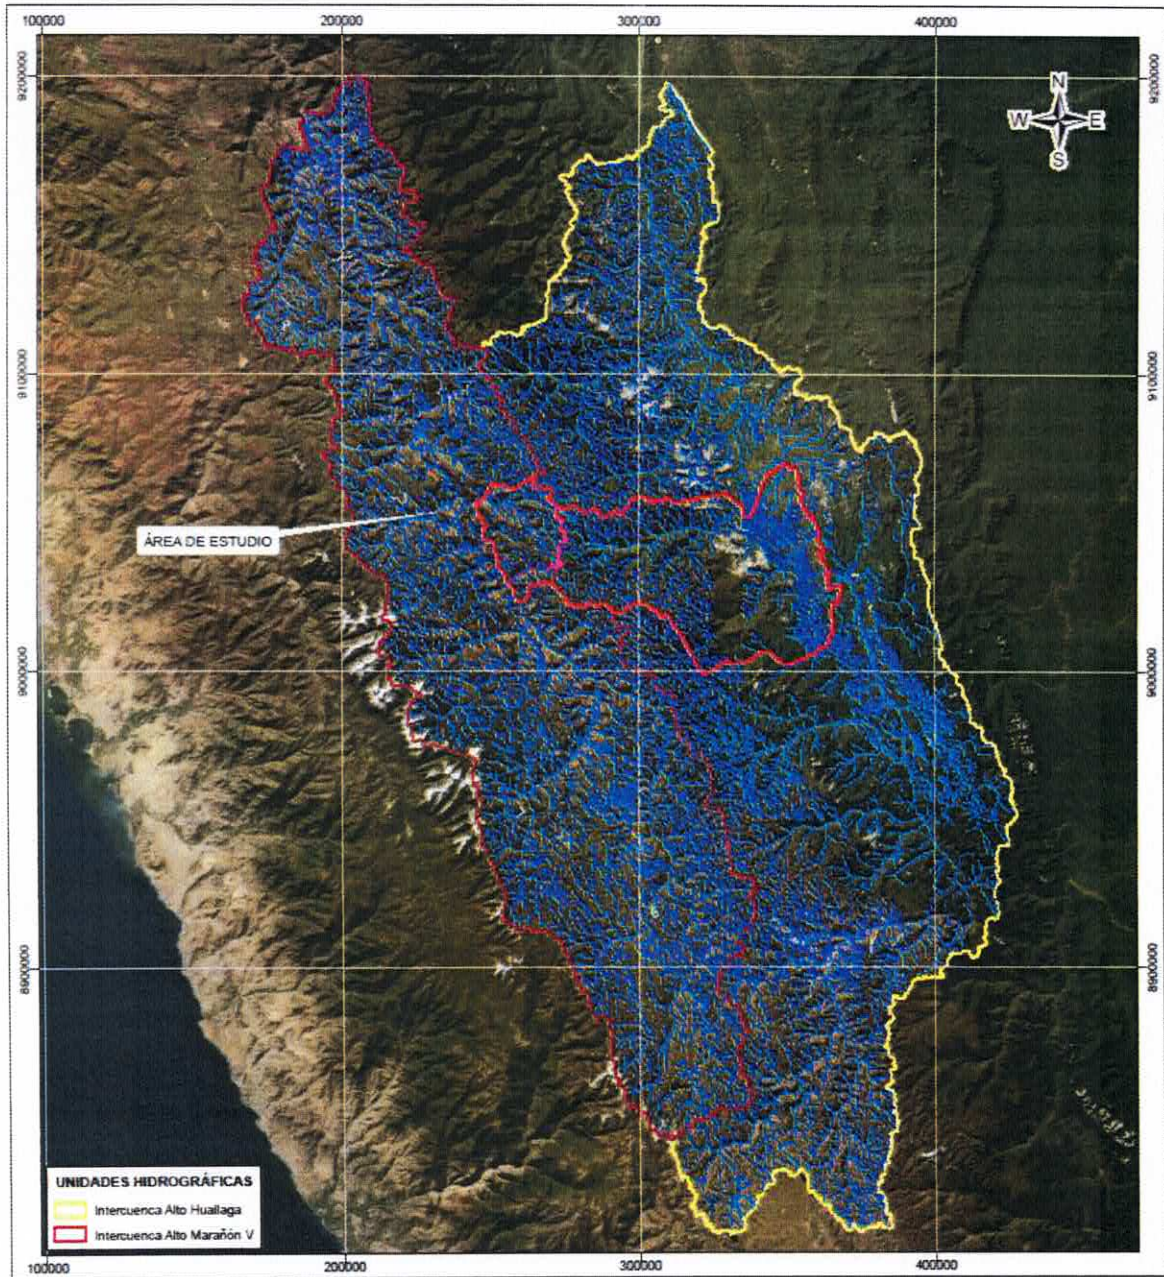 100000 200000 300000 400000
9200000 9200000
N
W E
S
9100000 9100000
ÁREA DE ESTUDIO
9000000 9000000
8900000 8900000
UNIDADES HIDROGRÁFICAS
Intercuenca Alto Huallaga
Intercuenca Alto Marañón V
100000 200000 300000 400000